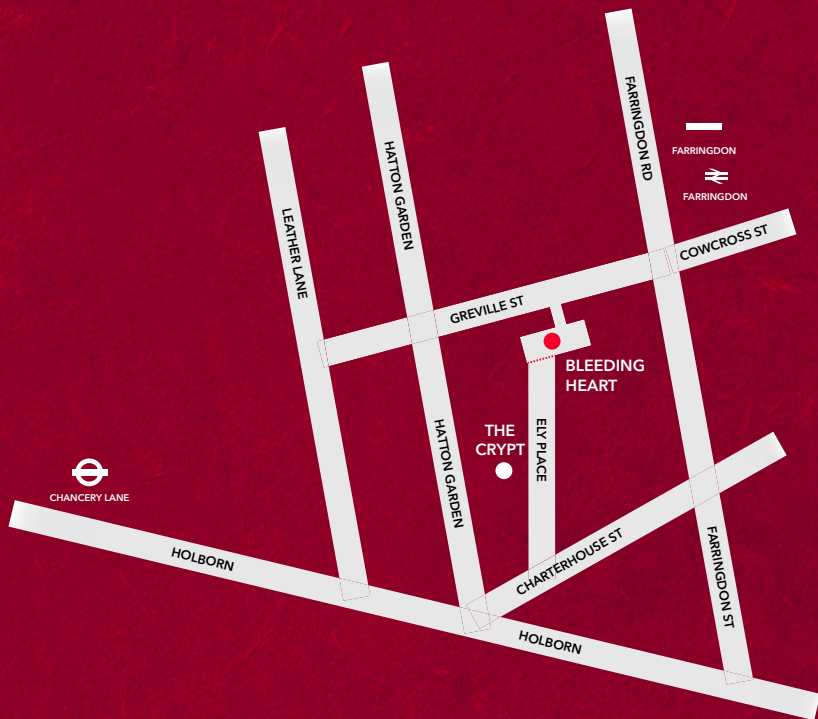 FARRINGDON RD
HATTON GARDEN
FARRINGDON
FARRINGDON
LEATHER LANE
COWCROSS ST
GREVILLE ST
BLEEDING
HEART
THE
CRYPT
ELY PLACE
HATTON GARDEN
CHANCERY LANE
HOLBORN
CHARTERHOUSE ST
FARRINGDON ST
HOLBORN